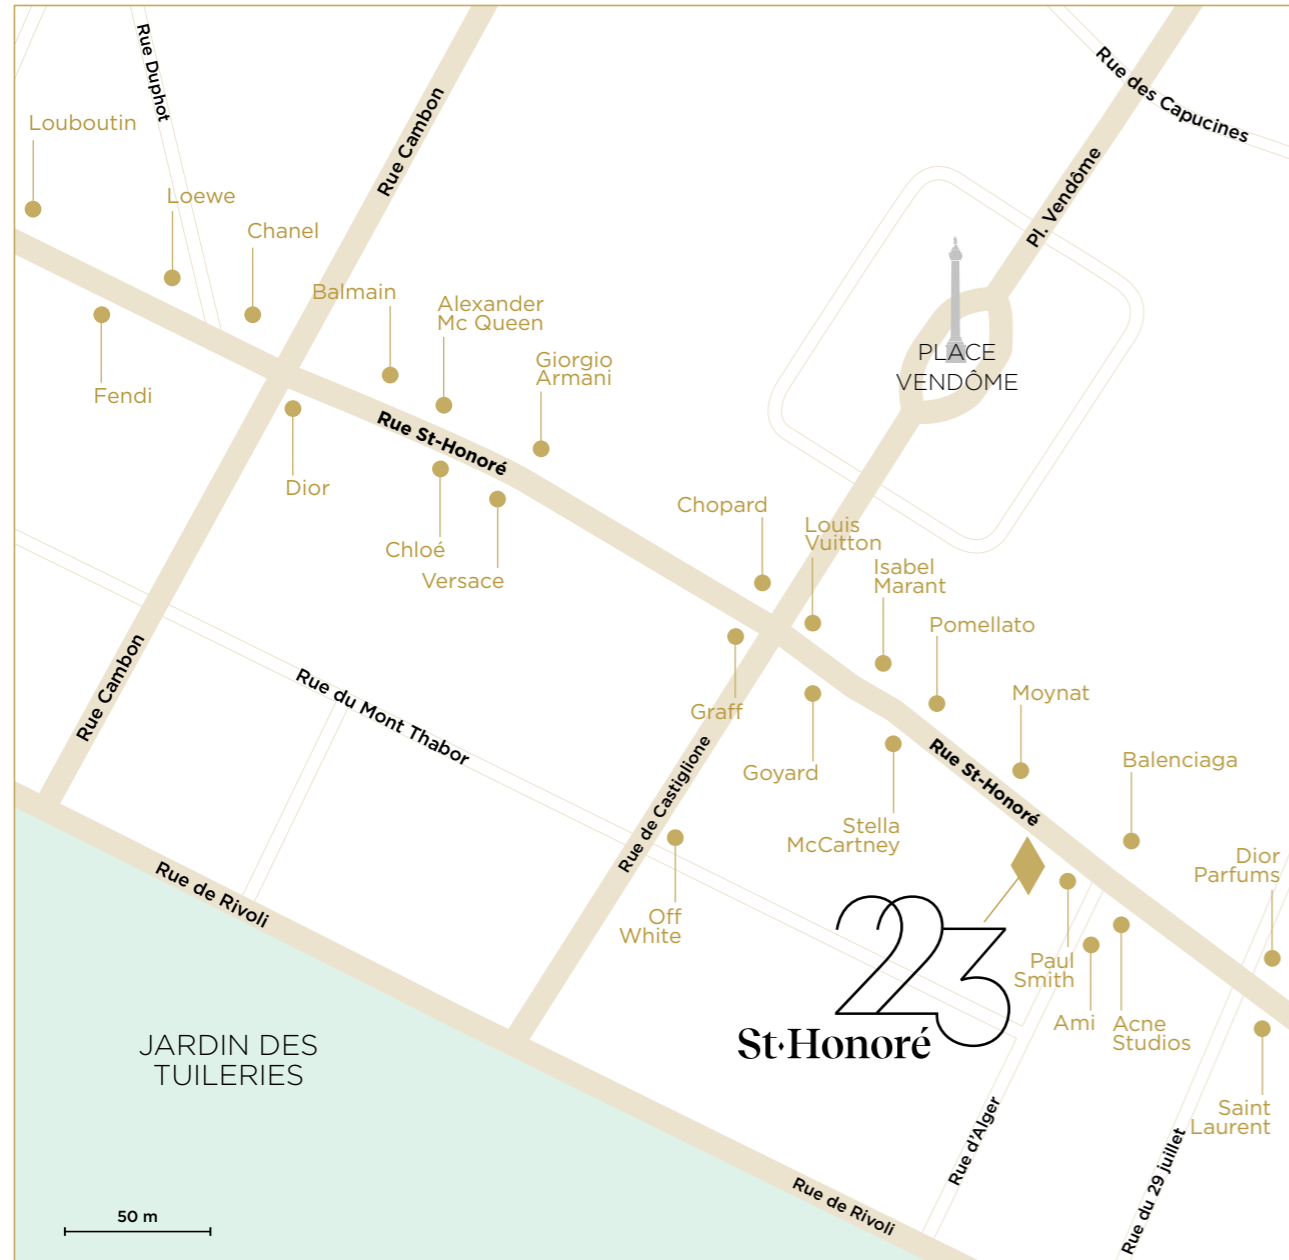 Rue Duphot
Rue Cambon
Rue des Capucines
Louboutin
Pl. Vendôme
Loewe
Chanel
Balmain
Alexander
Mc Queen
Giorgio
Armani
PLACE
VENDÔME
Fendi
Rue St-Honoré
Dior
Chopard
Louis
Vuitton
Chloé
Versace
Isabel
Marant
Pomellato
Rue Cambon
Rue du Mont Thabor
Moynat
Graff
Goyard
Rue St-Honoré
Balenciaga
Rue de Castiglione
Stella
McCartney
Dior
Parfums
Rue de Rivoli
Off
White
223
St·Honoré
Paul
Smith
Ami
Acne
Studios
JARDIN DES
TUILERIES
Saint
Laurent
Rue d'Alger
Rue du 29 juillet
Rue de Rivoli
50 m